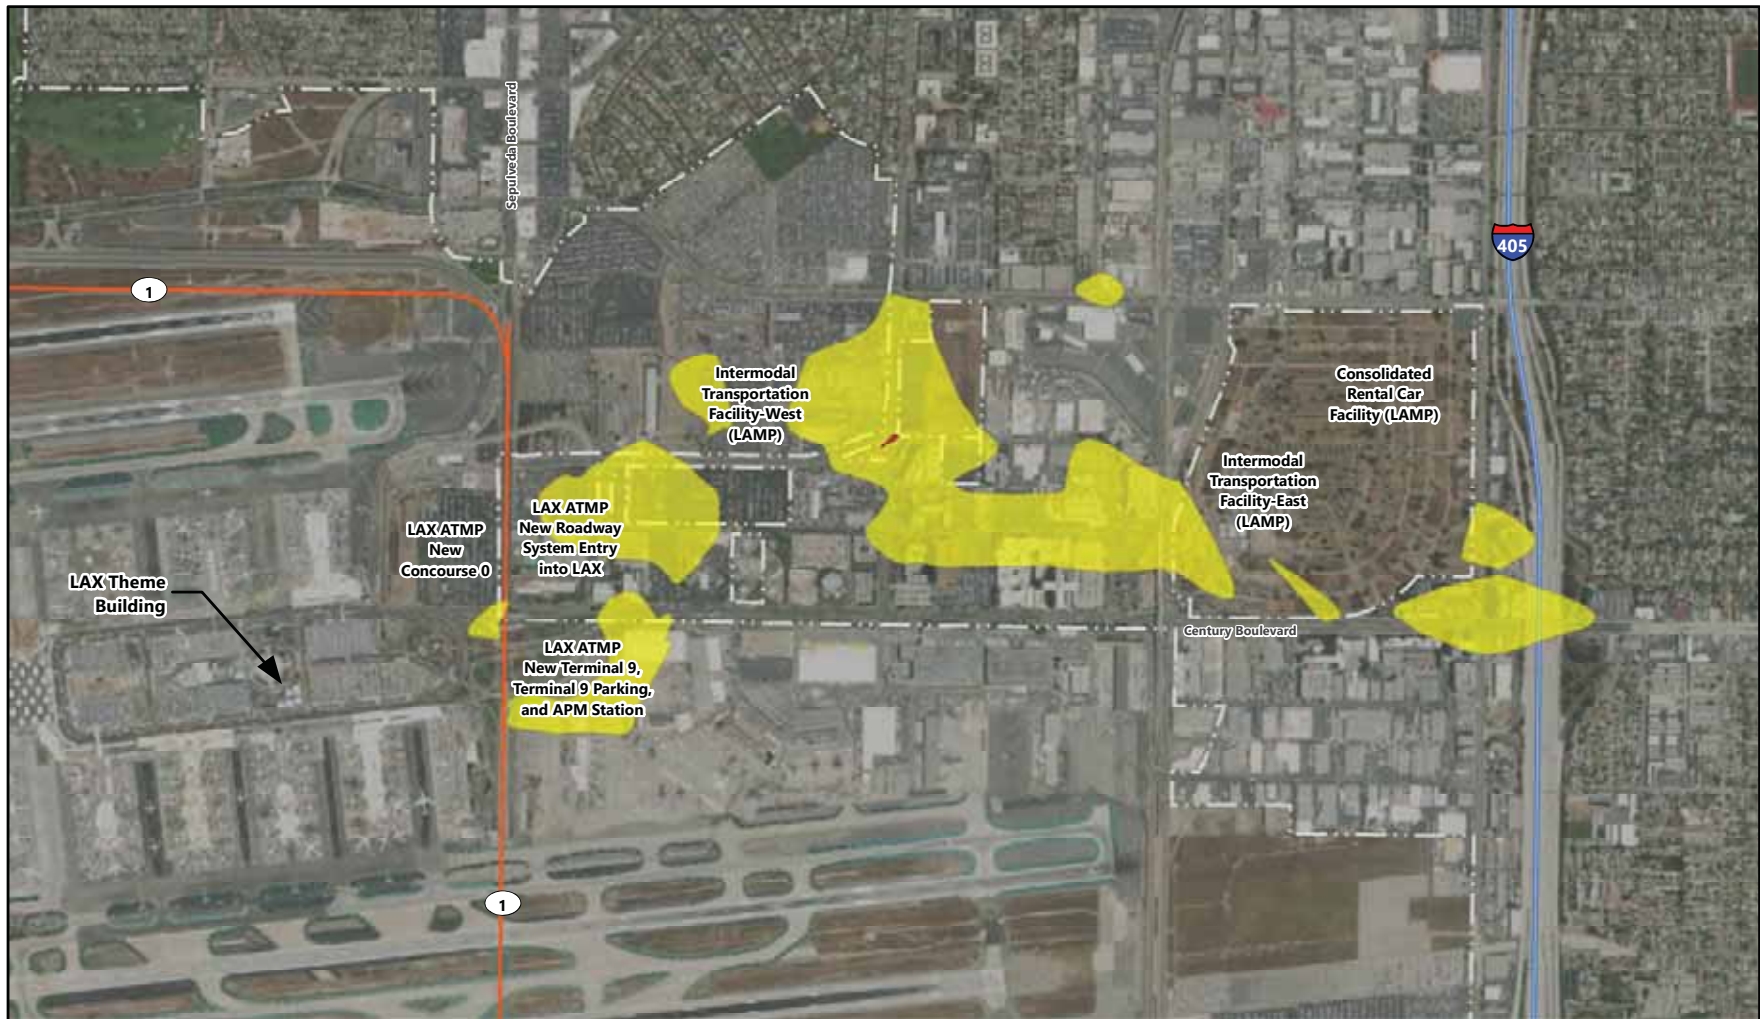 Sepulveda Boulevard
405
1
Intermodal
Transportation
Facility-West
(LAMP)
Consolidated
Rental Car
Facility (LAMP)
Intermodal
Transportation
Facility-East
(LAMP)
LAX ATMP
New
Concourse 0
LAX ATMP
New Roadway
System Entry
into LAX
LAX Theme
Building
Century Boulevard
LAX ATMP
New Terminal 9,
Terminal 9 Parking,
and APM Station
1